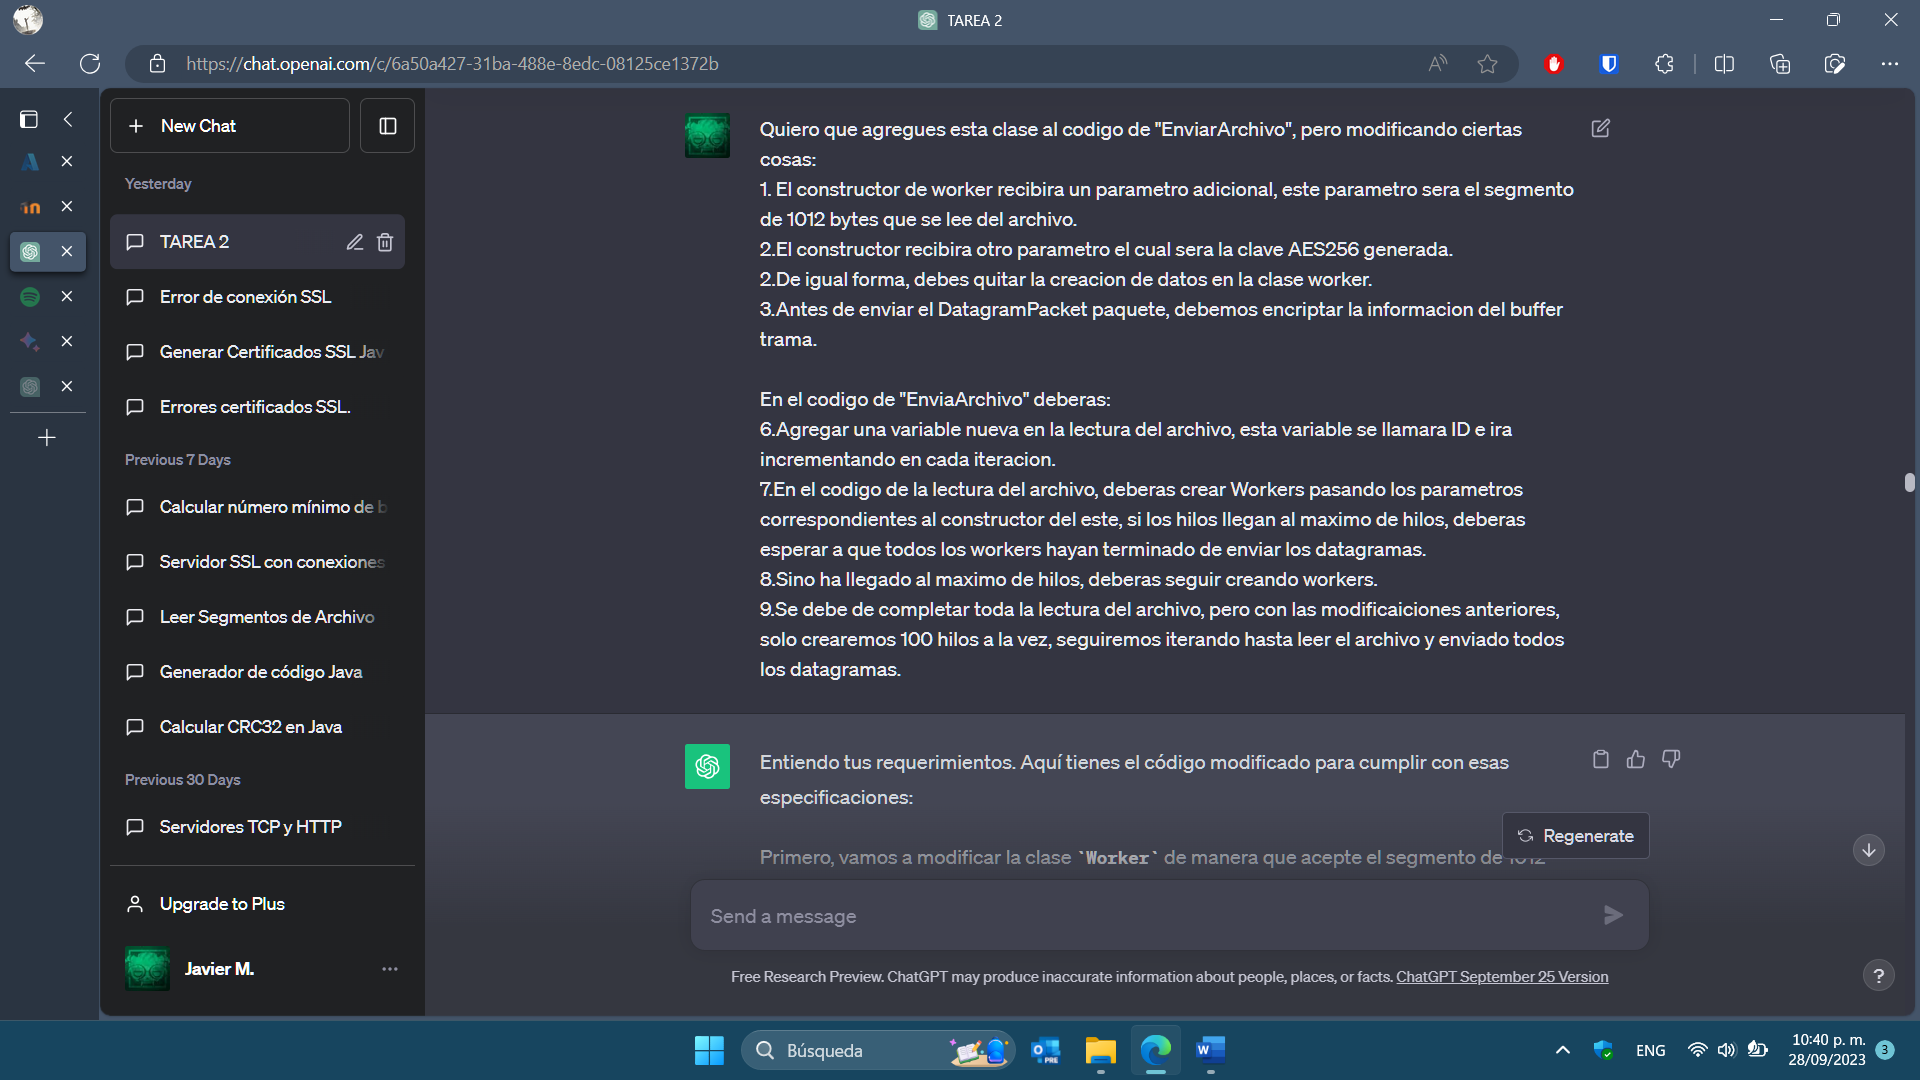 TAREA 2
https://chat.openai.com/c/6a50a427-31ba-488e-8edc-08125ce1372b
New Chat
Yesterday
TAREA 2
Error de conexión SSL
Generar Certificados SSL Jav
Errores certificados SSL.
Previous 7 Days
Calcular número mínimo de b
Servidor SSL con conexiones
Leer Segmentos de Archivo
Generador de código Java
Calcular CRC32 en Java
Previous 30 Days
Servidores TCP y HTTP
Upgrade to Plus
Javier M.
Quiero que agregues esta clase al codigo de "EnviarArchivo", pero modificando ciertas
cosas:
1. El constructor de worker recibira un parametro adicional, este parametro sera el segmento
de 1012 bytes que se lee del archivo.
2.El constructor recibira otro parametro el cual sera la clave AES256 generada.
2.De igual forma, debes quitar la creacion de datos en la clase worker.
3.Antes de enviar el DatagramPacket paquete, debemos encriptar la informacion del buffer
trama.
En el codigo de "EnviaArchivo" deberas:
6.Agregar una variable nueva en la lectura del archivo, esta variable se llamara ID e ira
incrementando en cada iteracion.
7.En el codigo de la lectura del archivo, deberas crear Workers pasando los parametros
correspondientes al constructor del este, si los hilos llegan al maximo de hilos, deberas
esperar a que todos los workers hayan terminado de enviar los datagramas.
8.Sino ha llegado al maximo de hilos, deberas seguir creando workers.
9.Se debe de completar toda la lectura del archivo, pero con las modificaiciones anteriores,
solo crearemos 100 hilos a la vez, seguiremos iterando hasta leer el archivo y enviado todos
los datagramas.
Entiendo tus requerimientos. Aquí tienes el código modificado para cumplir con esas
especificaciones:
Regenerate
Primero, vamos a modificar la clase `Worker` de manera que acepte el segmento de 1012
Send a message
Free Research Preview. ChatGPT may produce inaccurate information about people, places, or facts. ChatGPT September 25 Version
?
Búsqueda
ENG
10:40 p. m.
28/09/2023
3